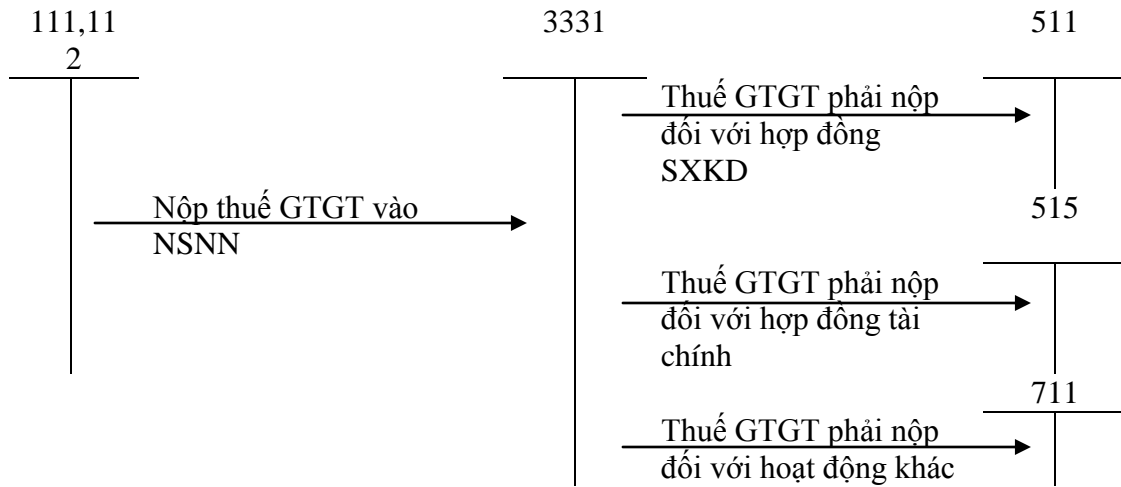 111,11
2
3331
511
Thuế GTGT phải nộp
đối với hợp đồng
SXKD
Nộp thuế GTGT vào
NSNN
515
Thuế GTGT phải nộp
đối với hợp đồng tài
chính
711
Thuế GTGT phải nộp
đối với hoạt động khác